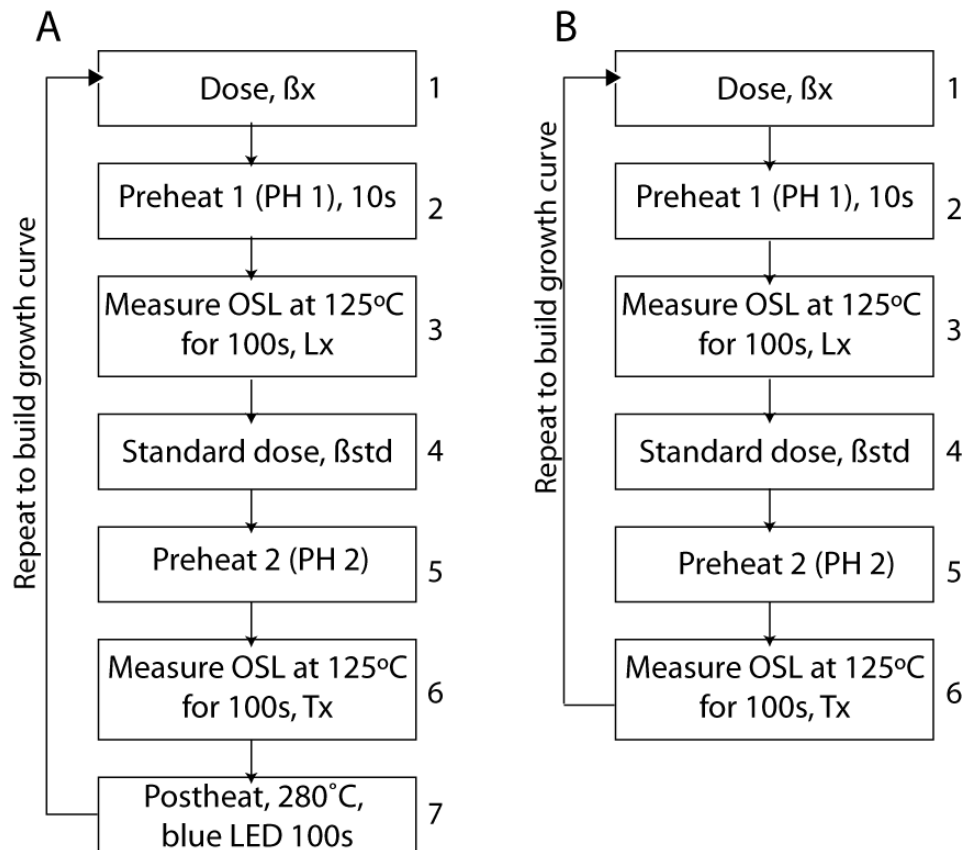 A
Repeat to build growth curve
Dose, ßx
1
Preheat 1 (PH 1), 10s
2
Measure OSL at 125ºC
for 100s, Lx
3
Standard dose, ßstd
4
Preheat 2 (PH 2)
5
Measure OSL at 125ºC
for 100s, Tx
6
Postheat, 280˚C,
blue LED 100s
7
B
Repeat to build growth curve
Dose, ßx
1
Preheat 1 (PH 1), 10s
2
Measure OSL at 125ºC
for 100s, Lx
3
Standard dose, ßstd
4
Preheat 2 (PH 2)
5
Measure OSL at 125ºC
for 100s, Tx
6